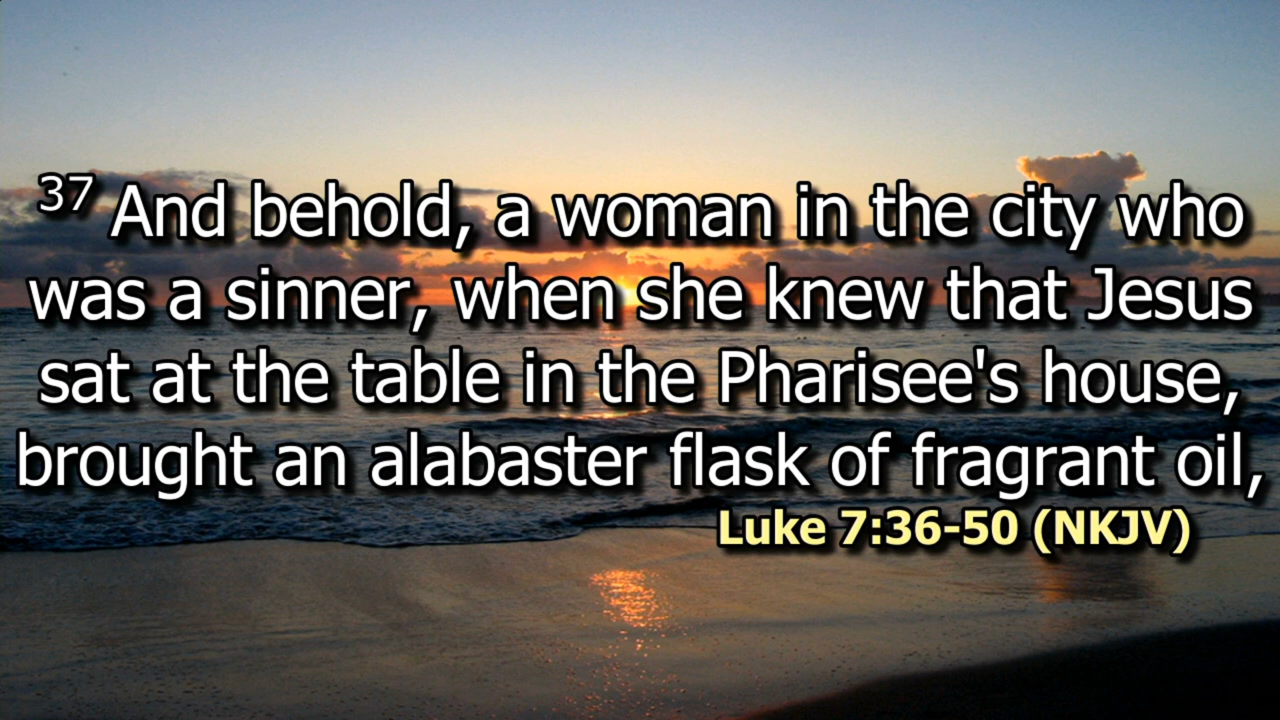 37 And behold, a woman in the city who
was a sinner, when she knew that Jesus
sat at the table in the Pharisee's house,
brought an alabaster flask of fragrant oil,
Luke 7:36-50 (NKJV)